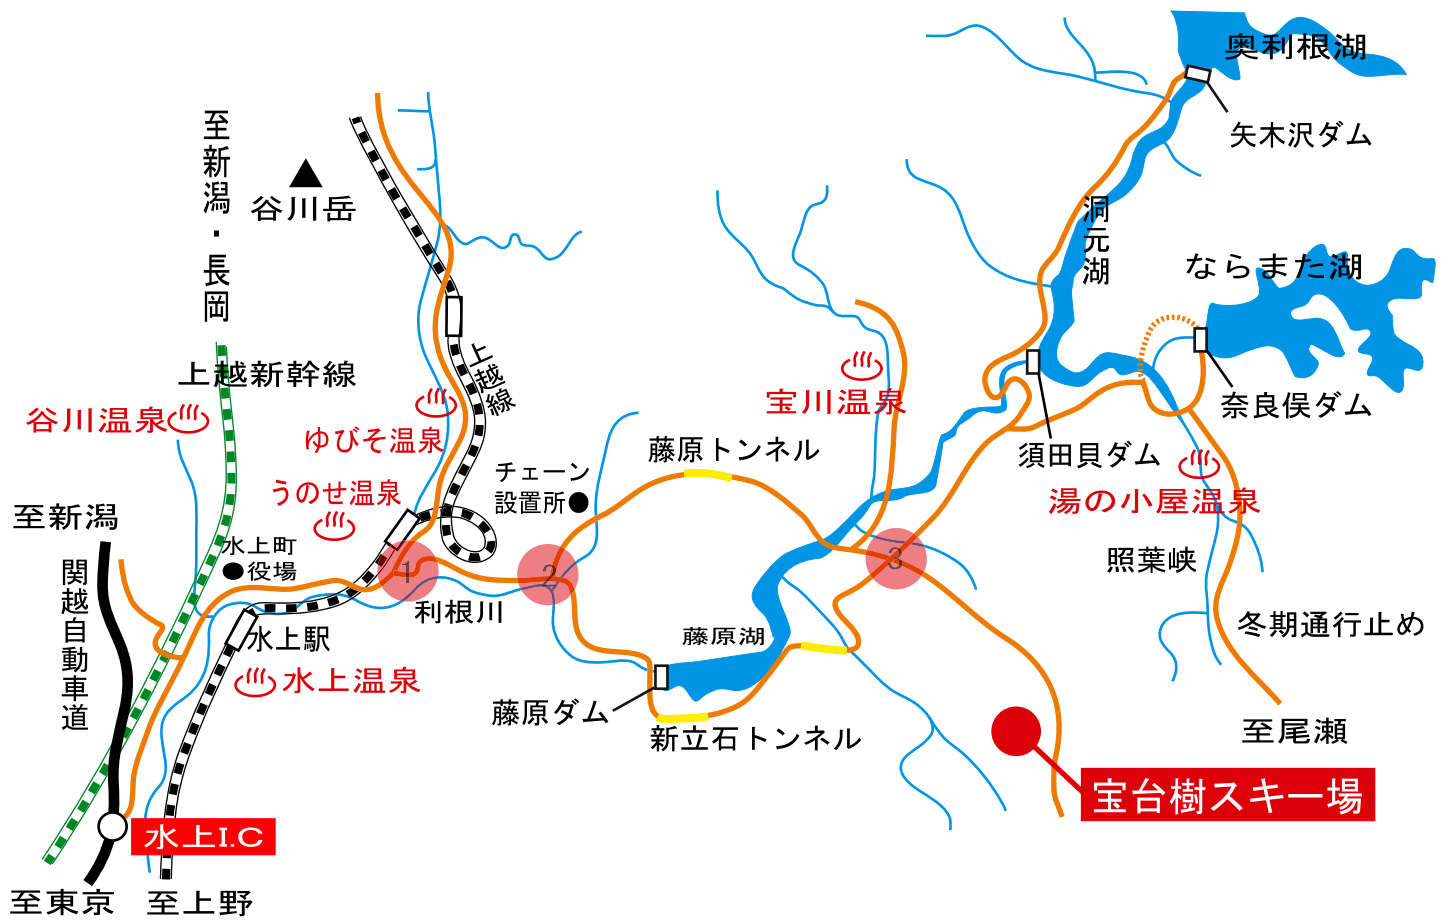 奥利根湖
矢木沢ダム
至新潟・長岡
谷川岳
洞元湖
ならまた湖
上越新幹線
上越線
谷川温泉
ゆびそ温泉
宝川温泉
奈良俣ダム
藤原トンネル
須田貝ダム
チェーン
設置所
うのせ温泉
湯の小屋温泉
至新潟
水上町
役場
関越自動車道
照葉峡
1
2
3
利根川
水上駅
藤原湖
冬期通行止め
水上温泉
藤原ダム
新立石トンネル
至尾瀬
宝台樹スキー場
水上I.C
至東京
至上野